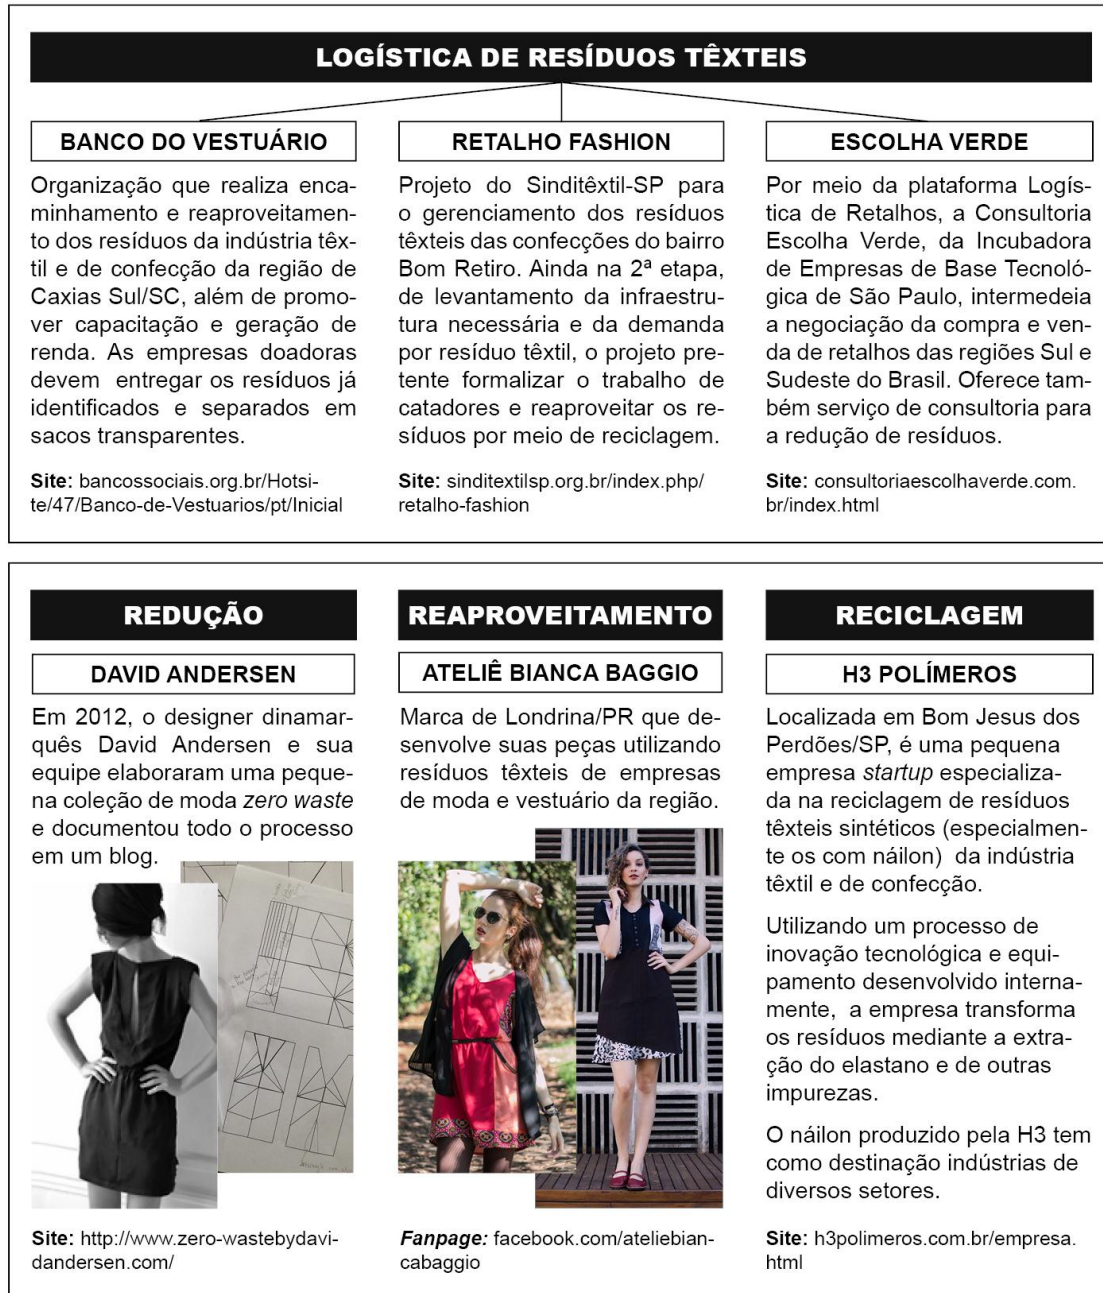 LOGÍSTICA DE RESÍDUOS TÊXTEIS
BANCO DO VESTUÁRIO
Organização que realiza enca-
minhamento e reaproveitamen-
to dos resíduos da indústria têx-
til e de confecção da região de
Caxias Sul/SC, além de promo-
ver capacitação e geração de
renda. As empresas doadoras
devem entregar os resíduos já
identificados e separados em
sacos transparentes.
Site: bancossociais.org.br/Hotsi-
te/47/Banco-de-Vestuarios/pt/Inicial
RETALHO FASHION
Projeto do Sinditêxtil-SP para
o gerenciamento dos resíduos
têxteis das confecções do bairro
Bom Retiro. Ainda na 2ª etapa,
de levantamento da infraestru-
tura necessária e da demanda
por resíduo têxtil, o projeto pre-
tente formalizar o trabalho de
catadores e reaproveitar os re-
síduos por meio de reciclagem.
Site: sinditextilsp.org.br/index.php/
retalho-fashion
ESCOLHA VERDE
Por meio da plataforma Logís-
tica de Retalhos, a Consultoria
Escolha Verde, da Incubadora
de Empresas de Base Tecnoló-
gica de São Paulo, intermedeia
a negociação da compra e ven-
da de retalhos das regiões Sul e
Sudeste do Brasil. Oferece tam-
bém serviço de consultoria para
a redução de resíduos.
Site: consultoriaescolhaverde.com.
br/index.html
REDUÇÃO
DAVID ANDERSEN
Em 2012, o designer dinamar-
quês David Andersen e sua
equipe elaboraram uma peque-
na coleção de moda zero waste
e documentou todo o processo
em um blog.
Site: http://www.zero-wastebydavi-
dandersen.com/
REAPROVEITAMENTO
ATELIÊ BIANCA BAGGIO
Marca de Londrina/PR que de-
senvolve suas peças utilizando
resíduos têxteis de empresas
de moda e vestuário da região.
Fanpage: facebook.com/ateliebian-
cabaggio
RECICLAGEM
H3 POLÍMEROS
Localizada em Bom Jesus dos
Perdões/SP, é uma pequena
empresa startup especializa-
da na reciclagem de resíduos
têxteis sintéticos (especialmen-
te os com náilon) da indústria
têxtil e de confecção.
Utilizando um processo de
inovação tecnológica e equi-
pamento desenvolvido interna-
mente, a empresa transforma
os resíduos mediante a extra-
ção do elastano e de outras
impurezas.
O náilon produzido pela H3 tem
como destinação indústrias de
diversos setores.
Site: h3polimeros.com.br/empresa.
html